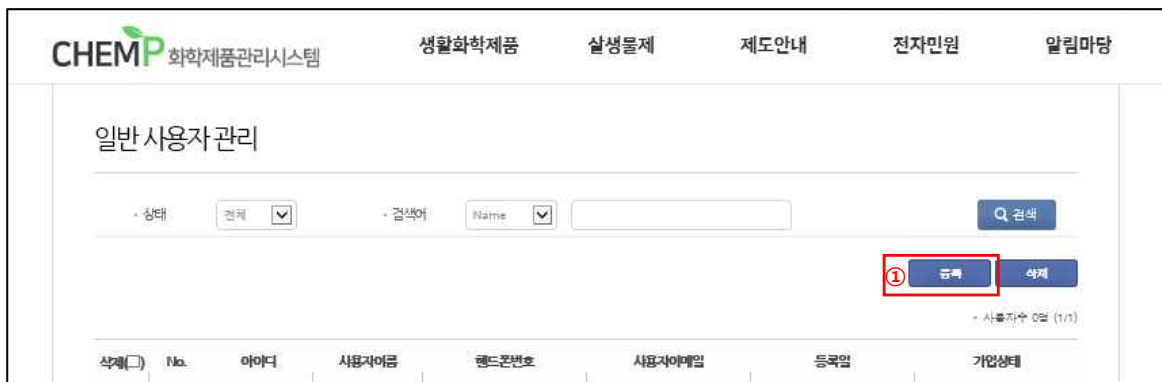 CHEMP 화학제품관리시스템 생활화학제품 살생물제 제도안내 전자민원 알림마당
일반 사용자 관리
상태 전체 검색어 Name 검색
① 등록 삭제
사용자수 0명 (1/1)
삭제(□) No. 아이디 사용자이름 핸드폰번호 사용자이메일 등록일 가입상태